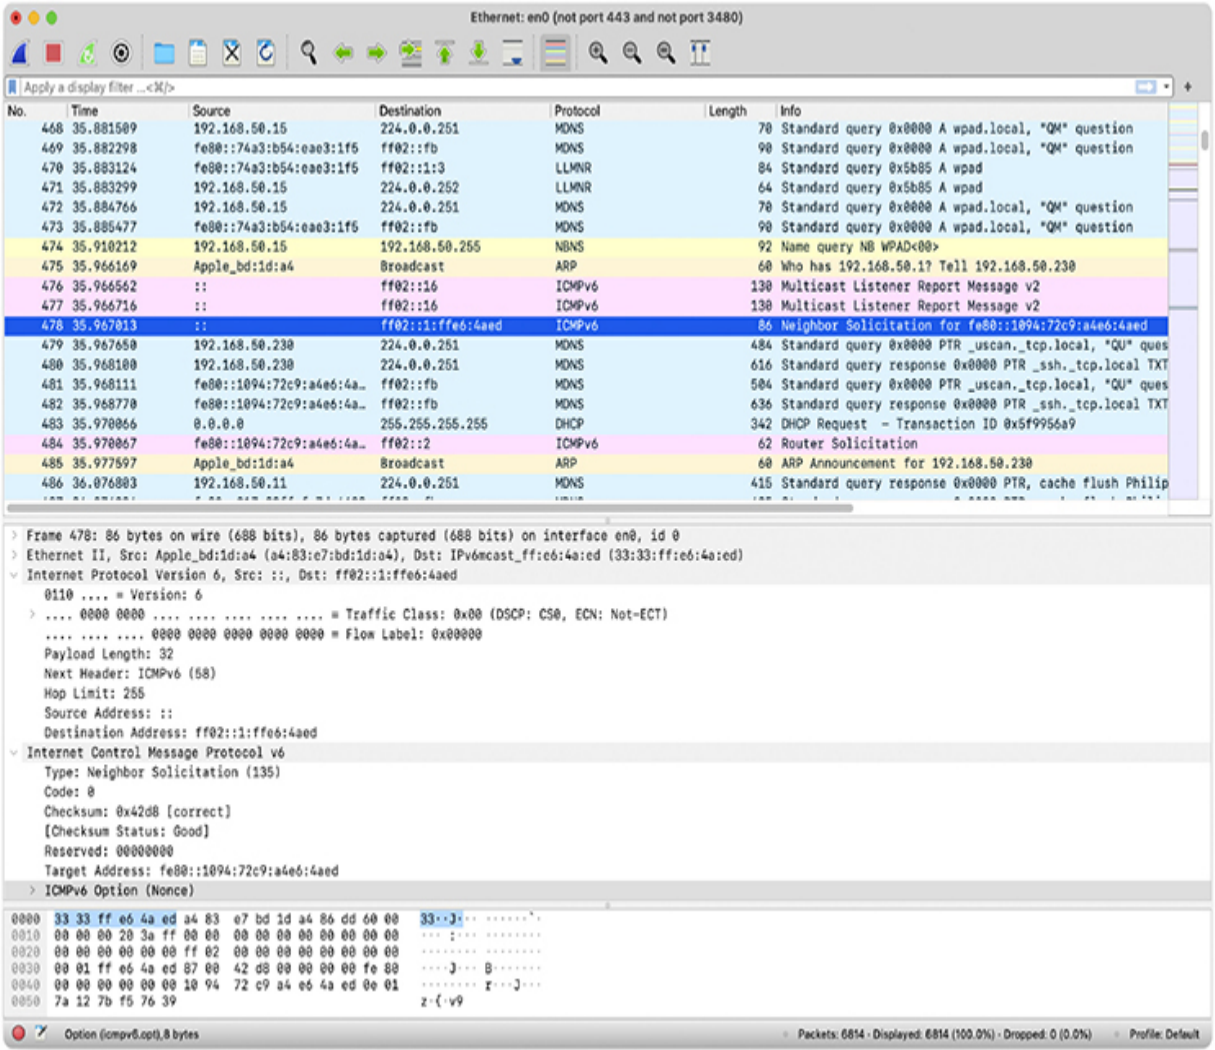 Ethernet: en0 (not port 443 and not port 3480)
Apply a display filter ...<⌘/>
No. Time Source Destination Protocol Length Info
468 35.881509 192.168.50.15 224.0.0.251 MDNS 70 Standard query 0x0000 A wpad.local, "QM" question
469 35.882298 fe80::74a3:b54:eae3:1f5 ff02::fb MDNS 90 Standard query 0x0000 A wpad.local, "QM" question
470 35.883124 fe80::74a3:b54:eae3:1f5 ff02::1:3 LLMNR 84 Standard query 0x5b85 A wpad
471 35.883299 192.168.50.15 224.0.0.252 LLMNR 64 Standard query 0x5b85 A wpad
472 35.884766 192.168.50.15 224.0.0.251 MDNS 70 Standard query 0x0000 A wpad.local, "QM" question
473 35.885477 fe80::74a3:b54:eae3:1f5 ff02::fb MDNS 90 Standard query 0x0000 A wpad.local, "QM" question
474 35.910212 192.168.50.15 192.168.50.255 NBNS 92 Name query NB WPAD<00>
475 35.966169 Apple_bd:1d:a4 Broadcast ARP 60 Who has 192.168.50.1? Tell 192.168.50.230
476 35.966562 :: ff02::16 ICMPv6 130 Multicast Listener Report Message v2
477 35.966716 :: ff02::16 ICMPv6 130 Multicast Listener Report Message v2
478 35.967013 :: ff02::1:ffe6:4aed ICMPv6 86 Neighbor Solicitation for fe80::1094:72c9:a4e6:4aed
479 35.967650 192.168.50.230 224.0.0.251 MDNS 484 Standard query 0x0000 PTR _uscan._tcp.local, "QU" ques
480 35.968100 192.168.50.230 224.0.0.251 MDNS 616 Standard query response 0x0000 PTR _ssh._tcp.local TXT
481 35.968111 fe80::1094:72c9:a4e6:4a… ff02::fb MDNS 504 Standard query 0x0000 PTR _uscan._tcp.local, "QU" ques
482 35.968770 fe80::1094:72c9:a4e6:4a… ff02::fb MDNS 636 Standard query response 0x0000 PTR _ssh._tcp.local TXT
483 35.970066 0.0.0.0 255.255.255.255 DHCP 342 DHCP Request - Transaction ID 0x5f9956a9
484 35.970067 fe80::1094:72c9:a4e6:4a… ff02::2 ICMPv6 62 Router Solicitation
485 35.977597 Apple_bd:1d:a4 Broadcast ARP 60 ARP Announcement for 192.168.50.230
486 36.076803 192.168.50.11 224.0.0.251 MDNS 415 Standard query response 0x0000 PTR, cache flush Philip
Frame 478: 86 bytes on wire (688 bits), 86 bytes captured (688 bits) on interface en0, id 0
Ethernet II, Src: Apple_bd:1d:a4 (a4:83:e7:bd:1d:a4), Dst: IPv6mcast_ff:e6:4a:ed (33:33:ff:e6:4a:ed)
Internet Protocol Version 6, Src: ::, Dst: ff02::1:ffe6:4aed
0110 .... = Version: 6
.... 0000 0000 .... .... .... .... .... = Traffic Class: 0x00 (DSCP: CS0, ECN: Not-ECT)
.... .... .... 0000 0000 0000 0000 0000 = Flow Label: 0x00000
Payload Length: 32
Next Header: ICMPv6 (58)
Hop Limit: 255
Source Address: ::
Destination Address: ff02::1:ffe6:4aed
Internet Control Message Protocol v6
Type: Neighbor Solicitation (135)
Code: 0
Checksum: 0x42d8 [correct]
[Checksum Status: Good]
Reserved: 00000000
Target Address: fe80::1094:72c9:a4e6:4aed
ICMPv6 Option (Nonce)
0000 33 33 ff e6 4a ed a4 83 e7 bd 1d a4 86 dd 60 00 33··J··· ······`·
0010 00 00 00 20 3a ff 00 00 00 00 00 00 00 00 00 00 ··· :··· ········
0020 00 00 00 00 00 00 ff 02 00 00 00 00 00 00 00 00 ········ ········
0030 00 01 ff e6 4a ed 87 00 42 d8 00 00 00 00 fe 80 ····J··· B·······
0040 00 00 00 00 00 00 10 94 72 c9 a4 e6 4a ed 0e 01 ········ r···J···
0050 7a 12 7b f5 76 39 z·{·v9
Option (icmpv6.opt), 8 bytes Packets: 6814 · Displayed: 6814 (100.0%) · Dropped: 0 (0.0%) Profile: Default